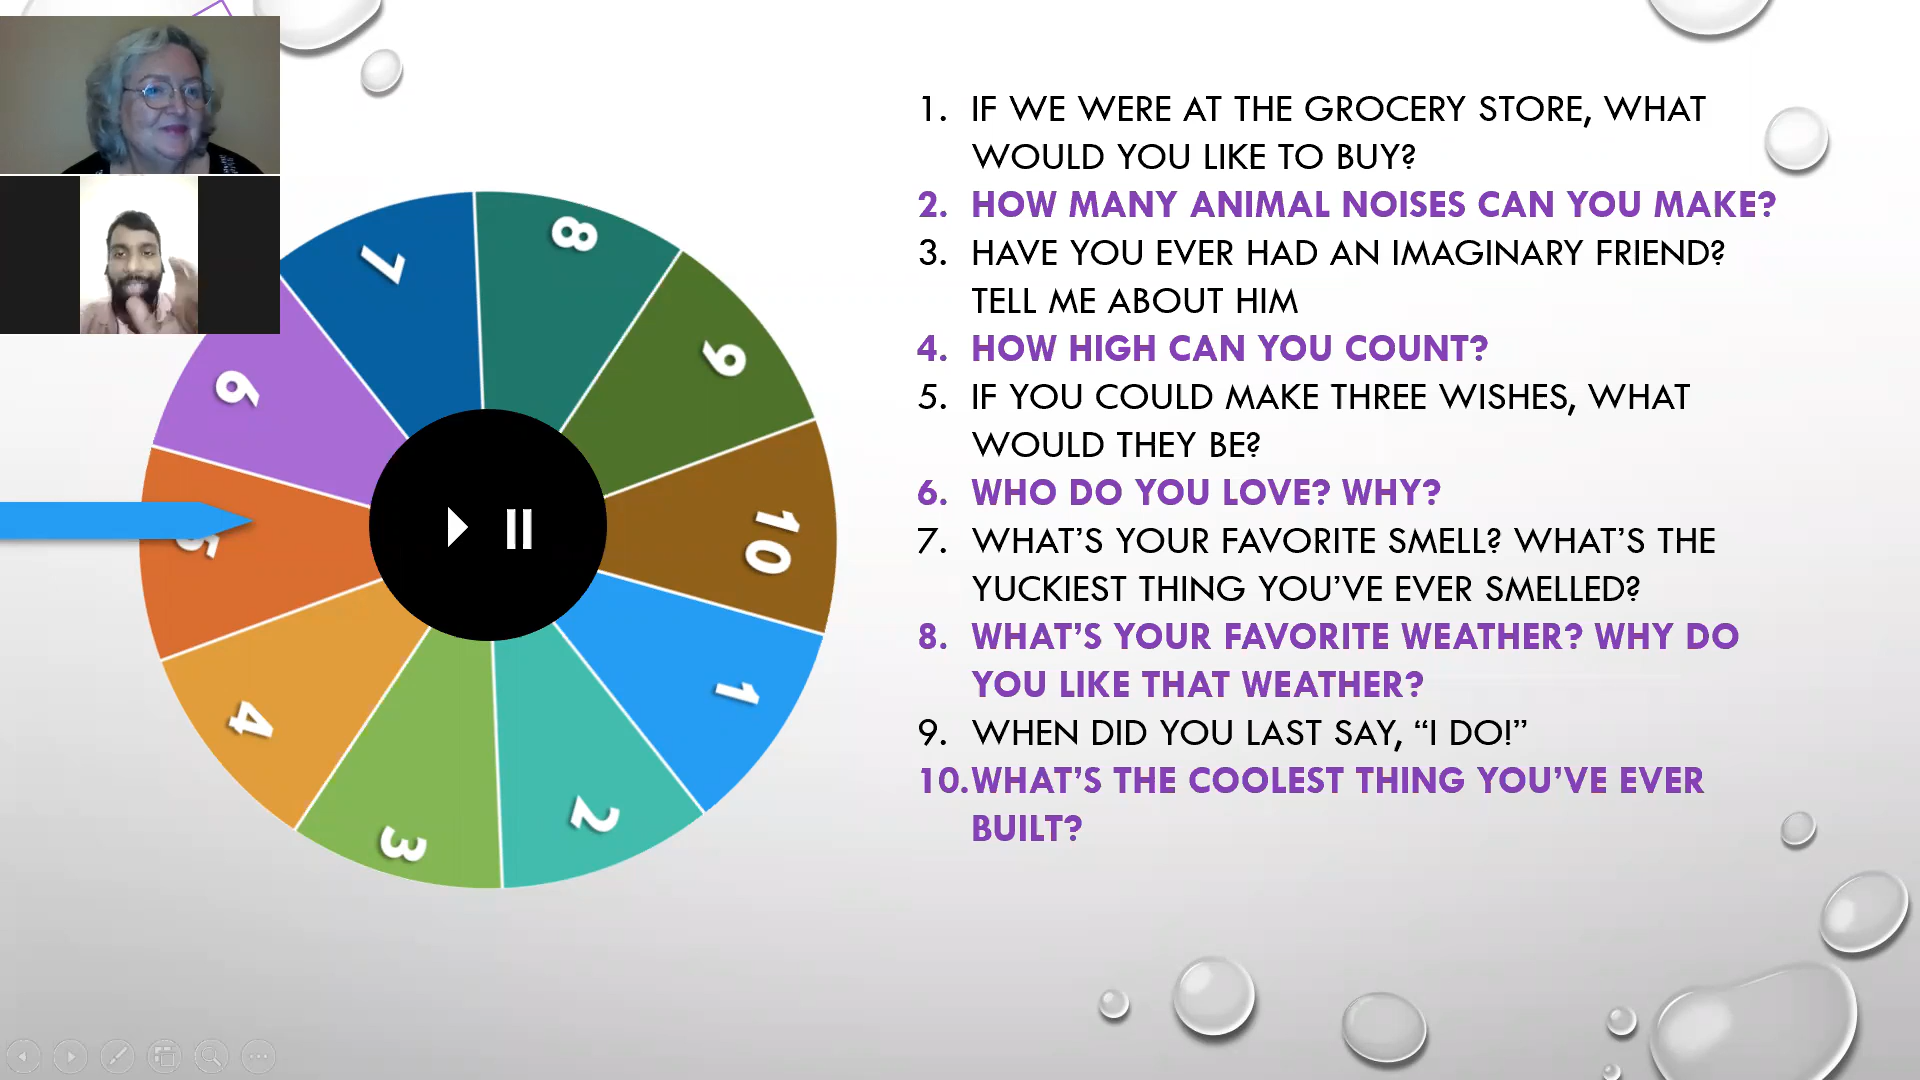 1. IF WE WERE AT THE GROCERY STORE, WHAT
WOULD YOU LIKE TO BUY?
2. HOW MANY ANIMAL NOISES CAN YOU MAKE?
3. HAVE YOU EVER HAD AN IMAGINARY FRIEND?
TELL ME ABOUT HIM
4. HOW HIGH CAN YOU COUNT?
5. IF YOU COULD MAKE THREE WISHES, WHAT
WOULD THEY BE?
6. WHO DO YOU LOVE? WHY?
7. WHAT’S YOUR FAVORITE SMELL? WHAT’S THE
YUCKIEST THING YOU’VE EVER SMELLED?
8. WHAT’S YOUR FAVORITE WEATHER? WHY DO
YOU LIKE THAT WEATHER?
9. WHEN DID YOU LAST SAY, “I DO!”
10. WHAT’S THE COOLEST THING YOU’VE EVER
BUILT?
7
8
9
10
1
2
3
4
5
6